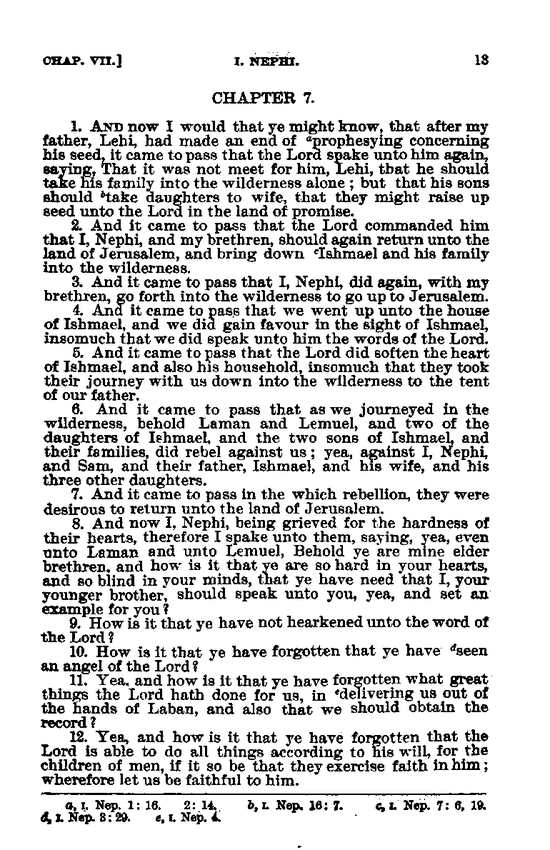 CHAP. VII.] I. NEPHI. 13
CHAPTER 7.
1. AND now I would that ye might know, that after my
father, Lehi, had made an end of ᵃprophesying concerning
his seed, it came to pass that the Lord spake unto him again,
saying, That it was not meet for him, Lehi, that he should
take his family into the wilderness alone; but that his sons
should ᵇtake daughters to wife, that they might raise up
seed unto the Lord in the land of promise.
2. And it came to pass that the Lord commanded him
that I, Nephi, and my brethren, should again return unto the
land of Jerusalem, and bring down ᶜIshmael and his family
into the wilderness.
3. And it came to pass that I, Nephi, did again, with my
brethren, go forth into the wilderness to go up to Jerusalem.
4. And it came to pass that we went up unto the house
of Ishmael, and we did gain favour in the sight of Ishmael,
insomuch that we did speak unto him the words of the Lord.
5. And it came to pass that the Lord did soften the heart
of Ishmael, and also his household, insomuch that they took
their journey with us down into the wilderness to the tent
of our father.
6. And it came to pass that as we journeyed in the
wilderness, behold Laman and Lemuel, and two of the
daughters of Ishmael, and the two sons of Ishmael, and
their families, did rebel against us; yea, against I, Nephi,
and Sam, and their father, Ishmael, and his wife, and his
three other daughters.
7. And it came to pass in the which rebellion, they were
desirous to return unto the land of Jerusalem.
8. And now I, Nephi, being grieved for the hardness of
their hearts, therefore I spake unto them, saying, yea, even
unto Laman and unto Lemuel, Behold ye are mine elder
brethren, and how is it that ye are so hard in your hearts,
and so blind in your minds, that ye have need that I, your
younger brother, should speak unto you, yea, and set an
example for you?
9. How is it that ye have not hearkened unto the word of
the Lord?
10. How is it that ye have forgotten that ye have ᵈseen
an angel of the Lord?
11. Yea, and how is it that ye have forgotten what great
things the Lord hath done for us, in ᵉdelivering us out of
the hands of Laban, and also that we should obtain the
record?
12. Yea, and how is it that ye have forgotten that the
Lord is able to do all things according to his will, for the
children of men, if it so be that they exercise faith in him;
wherefore let us be faithful to him.
a, I. Nep. 1: 16. 2: 14. b, I. Nep. 16: 7. c, I. Nep. 7: 6, 19.
d, I. Nep. 3: 29. e, I. Nep. 4.